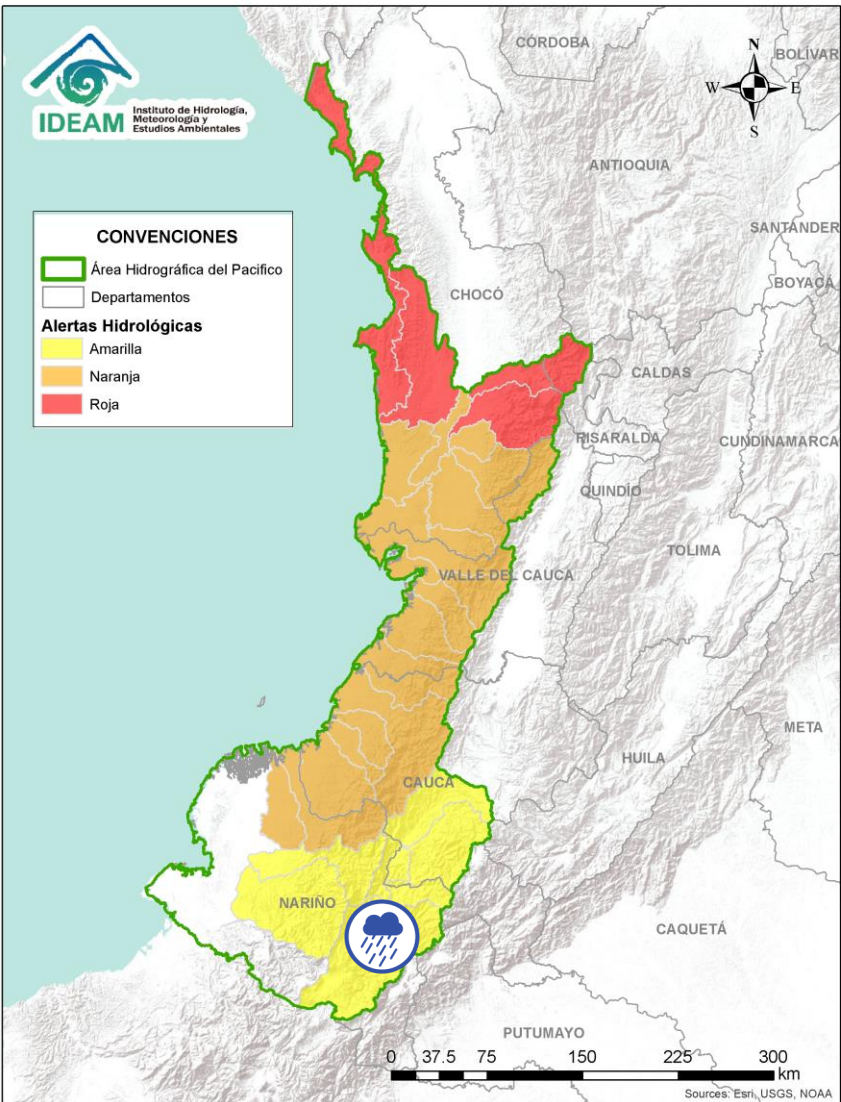 IDEAM
Instituto de Hidrología,
Meteorología y
Estudios Ambientales
N
W E
S
CONVENCIONES
Área Hidrográfica del Pacifico
Departamentos
Alertas Hidrológicas
Amarilla
Naranja
Roja
CÓRDOBA
BOLÍVAR
ANTIOQUIA
SANTANDER
BOYACÁ
CHOCÓ
CALDAS
RISARALDA
CUNDINAMARCA
QUINDÍO
TOLIMA
VALLE DEL CAUCA
META
HUILA
CAUCA
NARIÑO
CAQUETÁ
PUTUMAYO
0 37.5 75 150 225 300
km
Sources: Esri, USGS, NOAA